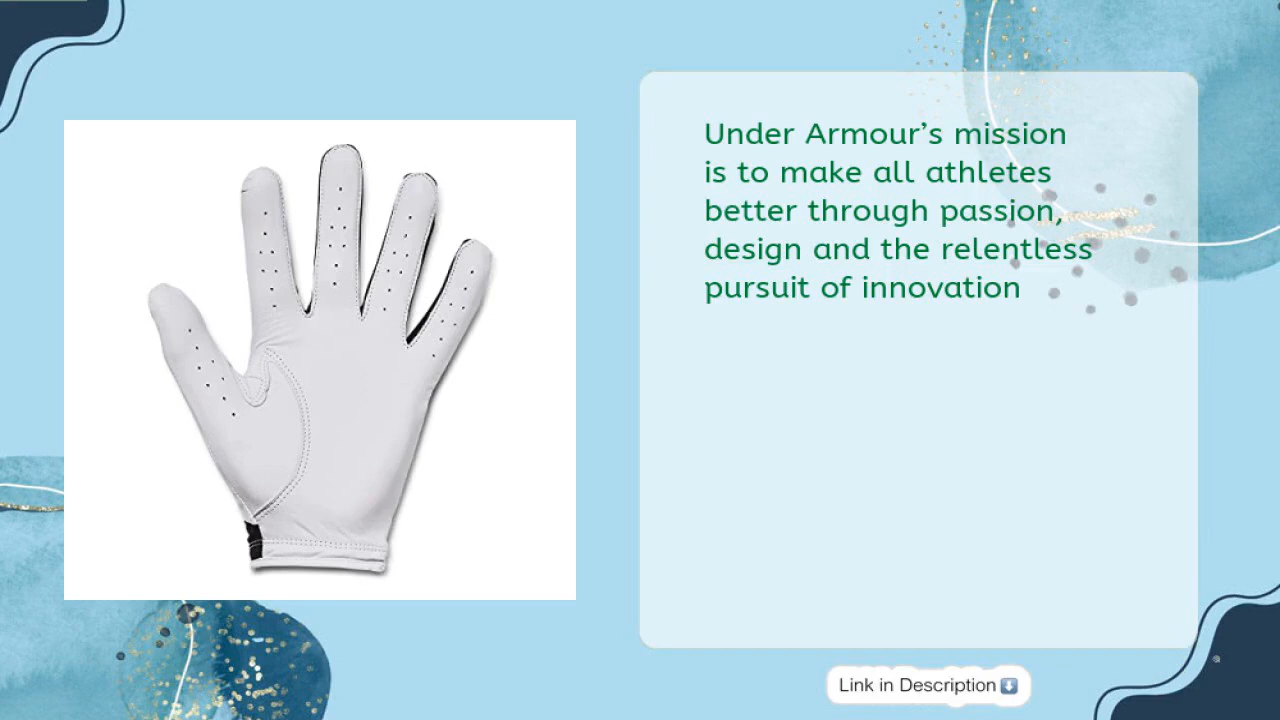 Under Armour’s mission
is to make all athletes
better through passion,
design and the relentless
pursuit of innovation
Link in Description ⬇️